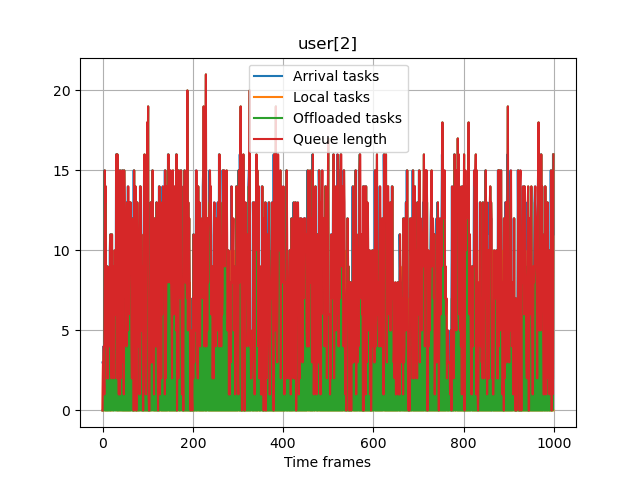 user[2]
Arrival tasks
Local tasks
Offloaded tasks
Queue length
20
15
10
5
0
0 200 400 600 800 1000
Time frames